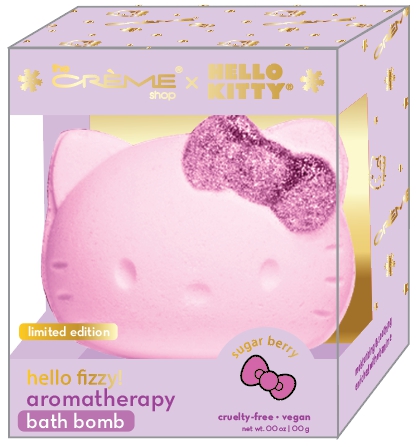 the
CRÈME®
shop
×
HELLO
KITTY®
limited edition
hello fizzy!
aromatherapy
bath bomb
sugar berry
cruelty-free • vegan
net wt. 00 oz | 00 g